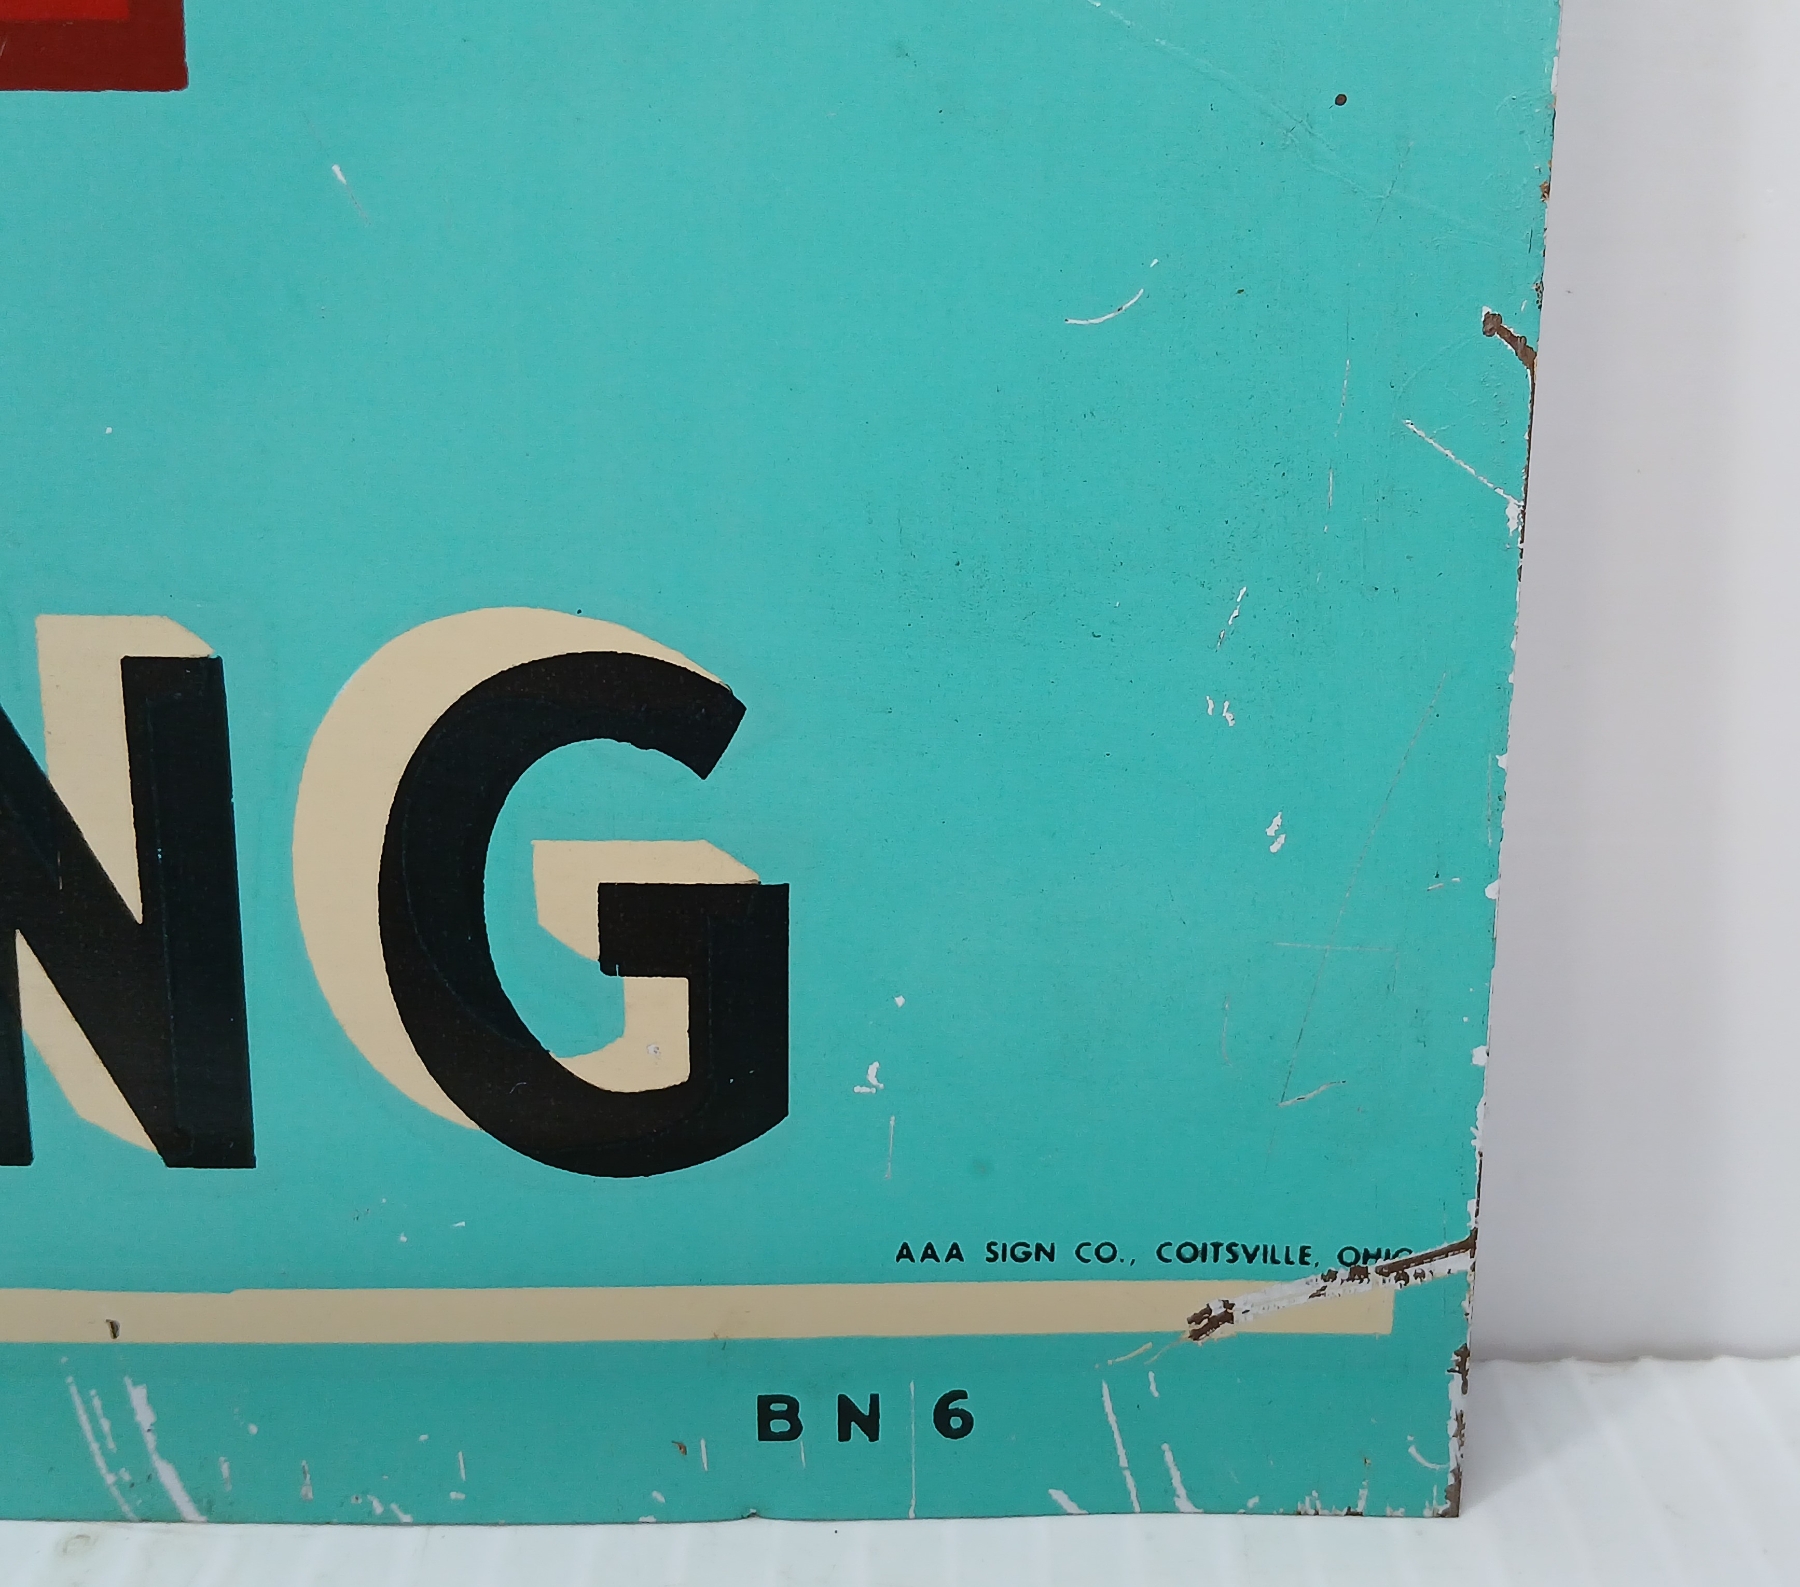 NG
AAA SIGN CO., COITSVILLE, OHIO
BN6